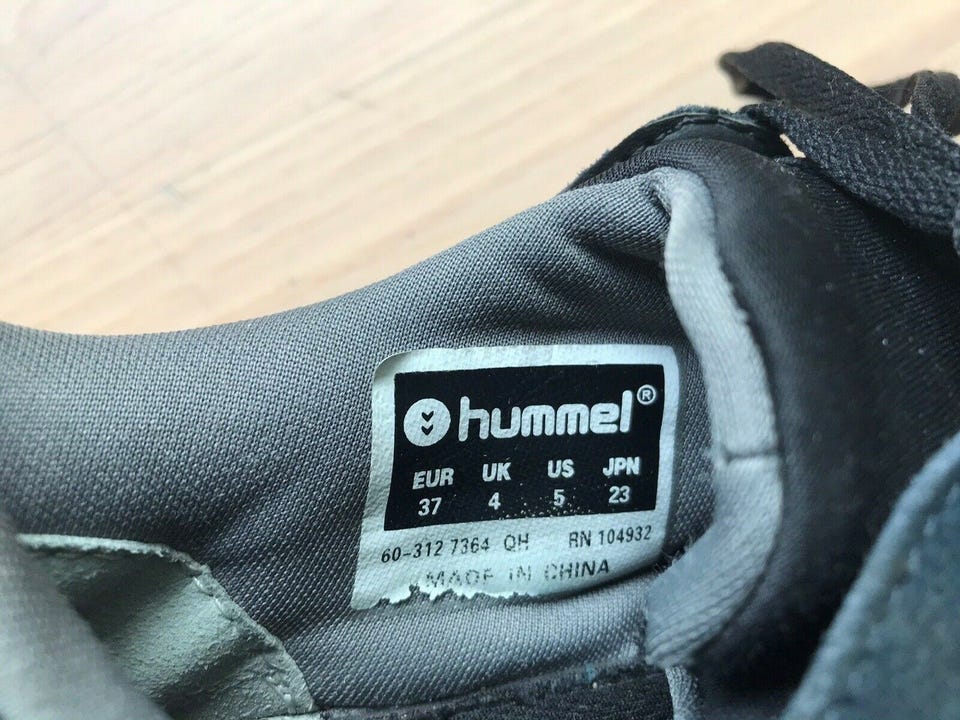 hummel®
EUR UK US JPN
37 4 5 23
60-312 7364 QH RN 104932
MADE IN CHINA